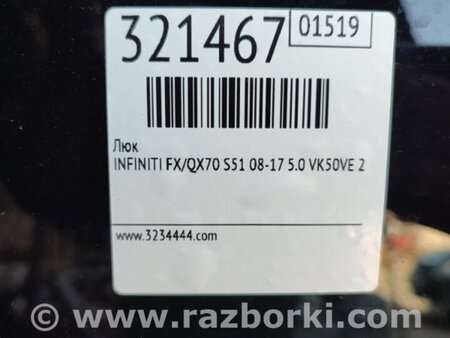 321467
01519
Люк
INFINITI FX/QX70 S51 08-17 5.0 VK50VE 2
www.3234444.com
© www.razborki.com